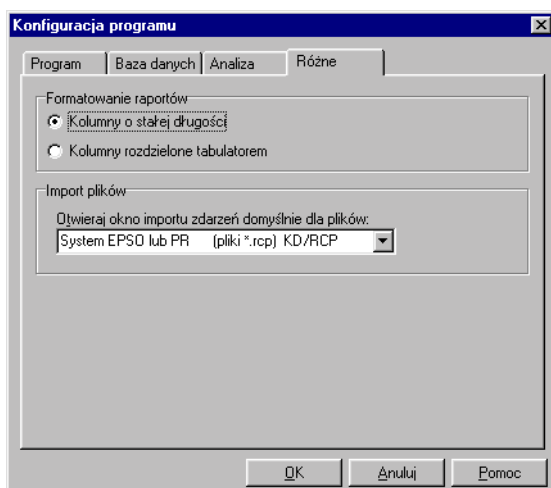 Konfiguracja programu
Program Baza danych Analiza Różne
Formatowanie raportów
Kolumny o stałej długości
Kolumny rozdzielone tabulatorem
Import plików
Otwieraj okno importu zdarzeń domyślnie dla plików:
System EPSO lub PR (pliki *.rcp) KD/RCP
OK Anuluj Pomoc